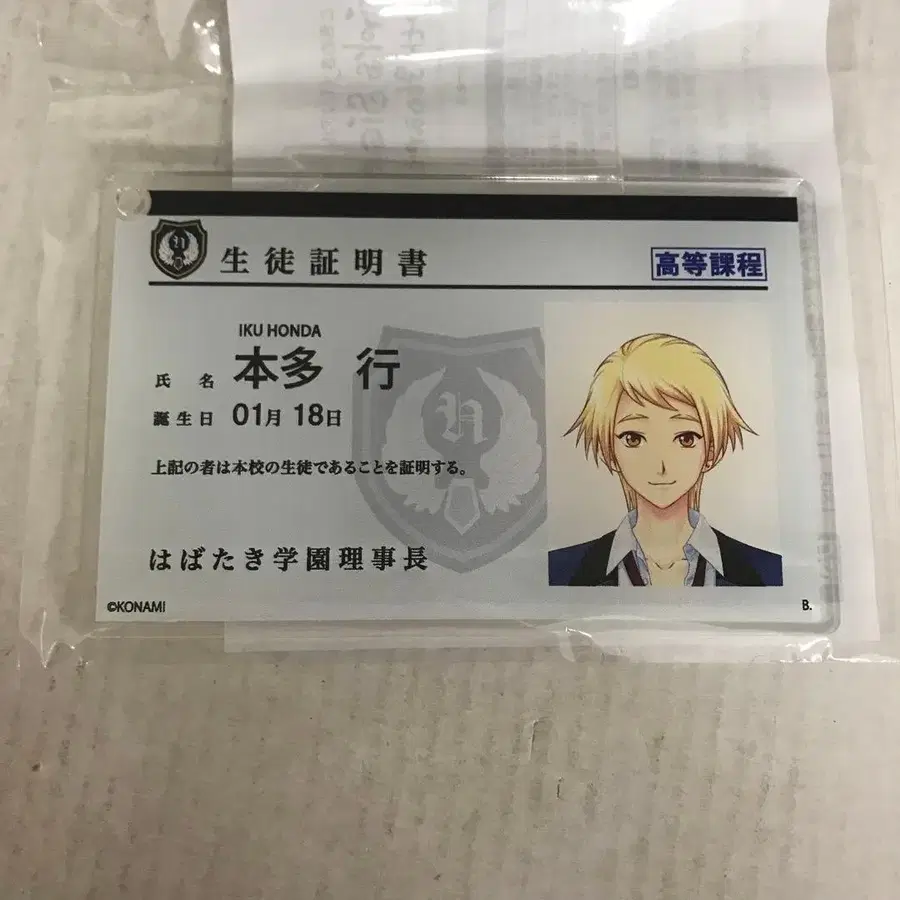 生徒証明書
高等課程
IKU HONDA
氏名 本多 行
誕生日 01月 18日
上記の者は本校の生徒であることを証明する。
はばたき学園理事長
©KONAMI
B.